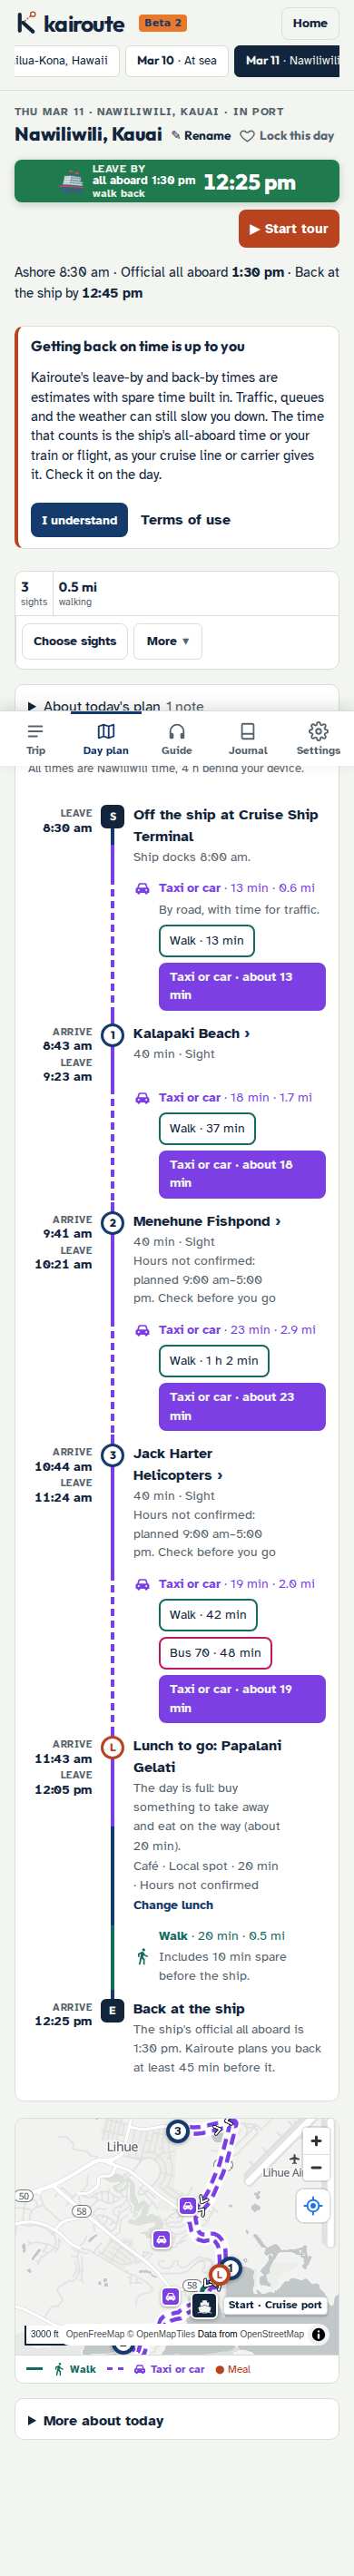 kairoute
Beta 2
Home
ilua-Kona, Hawaii
Mar 10 · At sea
Mar 11 · Nawiliwili
THU MAR 11 · NAWILIWILI, KAUAI · IN PORT
Nawiliwili, Kauai
✎ Rename
Lock this day
LEAVE BY
all aboard 1:30 pm
walk back
12:25 pm
▶ Start tour
Ashore 8:30 am · Official all aboard 1:30 pm · Back at
the ship by 12:45 pm
Getting back on time is up to you
Kairoute's leave-by and back-by times are
estimates with spare time built in. Traffic, queues
and the weather can still slow you down. The time
that counts is the ship's all-aboard time or your
train or flight, as your cruise line or carrier gives
it. Check it on the day.
I understand
Terms of use
3
sights
0.5 mi
walking
Choose sights
More ▼
▶ About today's plan 1 note
Trip
Day plan
Guide
Journal
Settings
All times are Nawiliwili time, 4 h behind your device.
LEAVE
8:30 am
S
Off the ship at Cruise Ship
Terminal
Ship docks 8:00 am.
Taxi or car · 13 min · 0.6 mi
By road, with time for traffic.
Walk · 13 min
Taxi or car · about 13
min
ARRIVE
8:43 am
LEAVE
9:23 am
1
Kalapaki Beach ›
40 min · Sight
Taxi or car · 18 min · 1.7 mi
Walk · 37 min
Taxi or car · about 18
min
ARRIVE
9:41 am
LEAVE
10:21 am
2
Menehune Fishpond ›
40 min · Sight
Hours not confirmed:
planned 9:00 am–5:00
pm. Check before you go
Taxi or car · 23 min · 2.9 mi
Walk · 1 h 2 min
Taxi or car · about 23
min
ARRIVE
10:44 am
LEAVE
11:24 am
3
Jack Harter
Helicopters ›
40 min · Sight
Hours not confirmed:
planned 9:00 am–5:00
pm. Check before you go
Taxi or car · 19 min · 2.0 mi
Walk · 42 min
Bus 70 · 48 min
Taxi or car · about 19
min
ARRIVE
11:43 am
LEAVE
12:05 pm
L
Lunch to go: Papalani
Gelati
The day is full: buy
something to take away
and eat on the way (about
20 min).
Café · Local spot · 20 min
· Hours not confirmed
Change lunch
Walk · 20 min · 0.5 mi
Includes 10 min spare
before the ship.
ARRIVE
12:25 pm
E
Back at the ship
The ship's official all aboard is
1:30 pm. Kairoute plans you back
at least 45 min before it.
3
Lihue
Lihue Ai
50
58
58
1
L
Start · Cruise port
3000 ft
OpenFreeMap © OpenMapTiles Data from OpenStreetMap
Walk
Taxi or car
Meal
▶ More about today